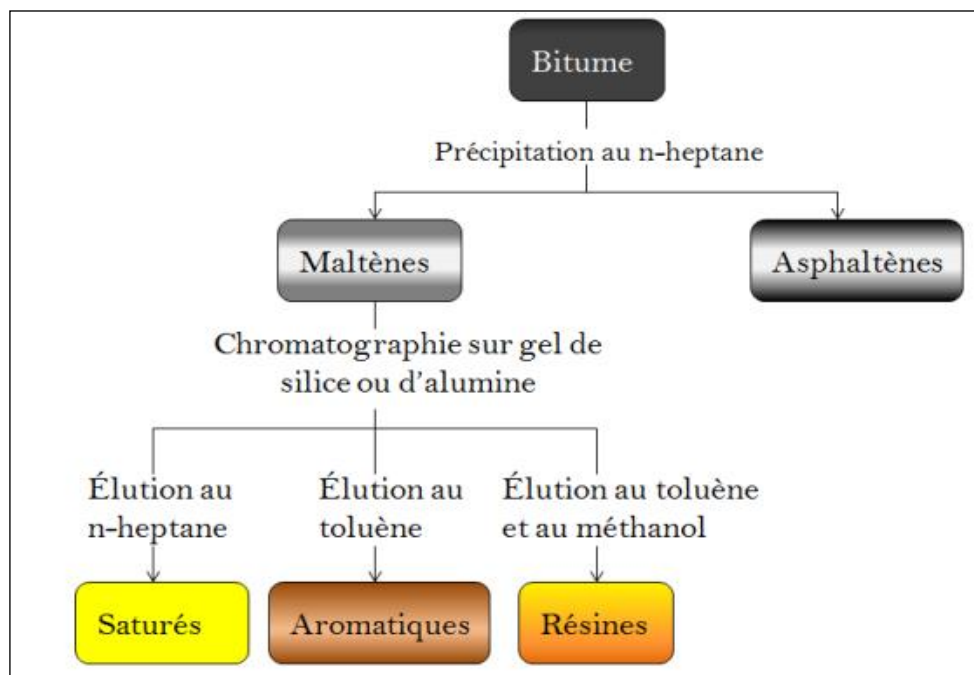 Bitume
Précipitation au n-heptane
Maltènes
Asphaltènes
Chromatographie sur gel de
silice ou d'alumine
Élution au
n-heptane
Élution au
toluène
Élution au toluène
et au méthanol
Saturés
Aromatiques
Résines